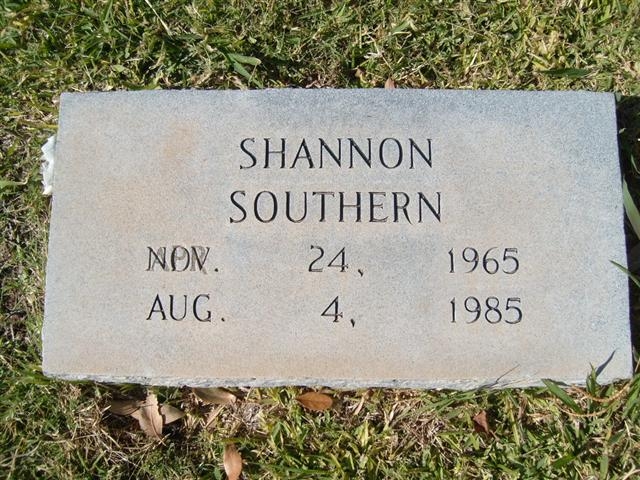 SHANNON
SOUTHERN
NOV. 24, 1965
AUG. 4, 1985